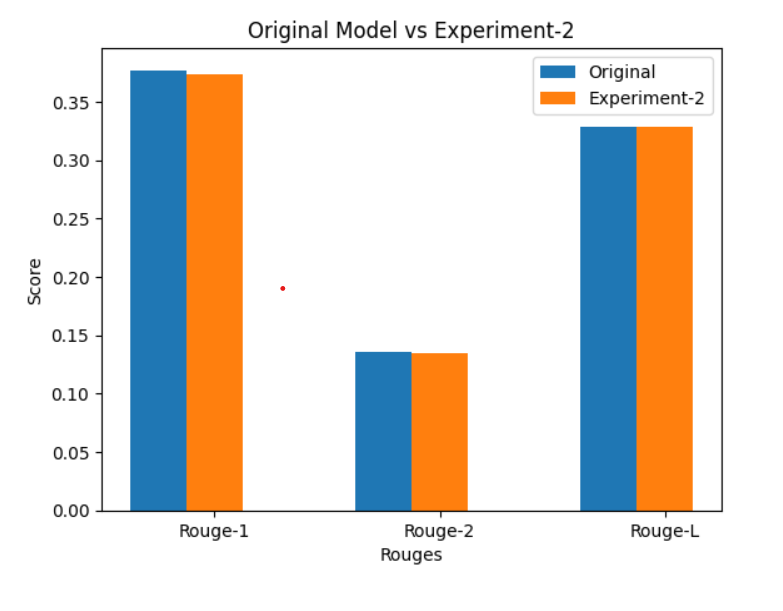 Original Model vs Experiment-2
Original
Experiment-2
0.35
0.30
0.25
0.20
0.15
0.10
0.05
0.00
Score
Rouge-1 Rouge-2 Rouge-L
Rouges